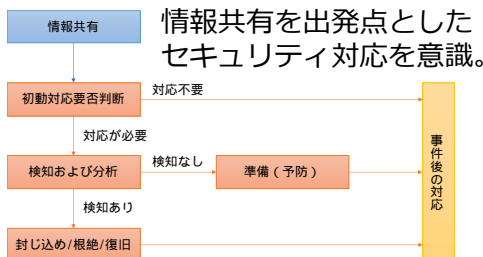 情報共有
情報共有を出発点とした
セキュリティ対応を意識。
初動対応要否判断
対応不要
対応が必要
検知および分析
検知なし
準備(予防)
検知あり
封じ込め/根絶/復旧
事件後の対応